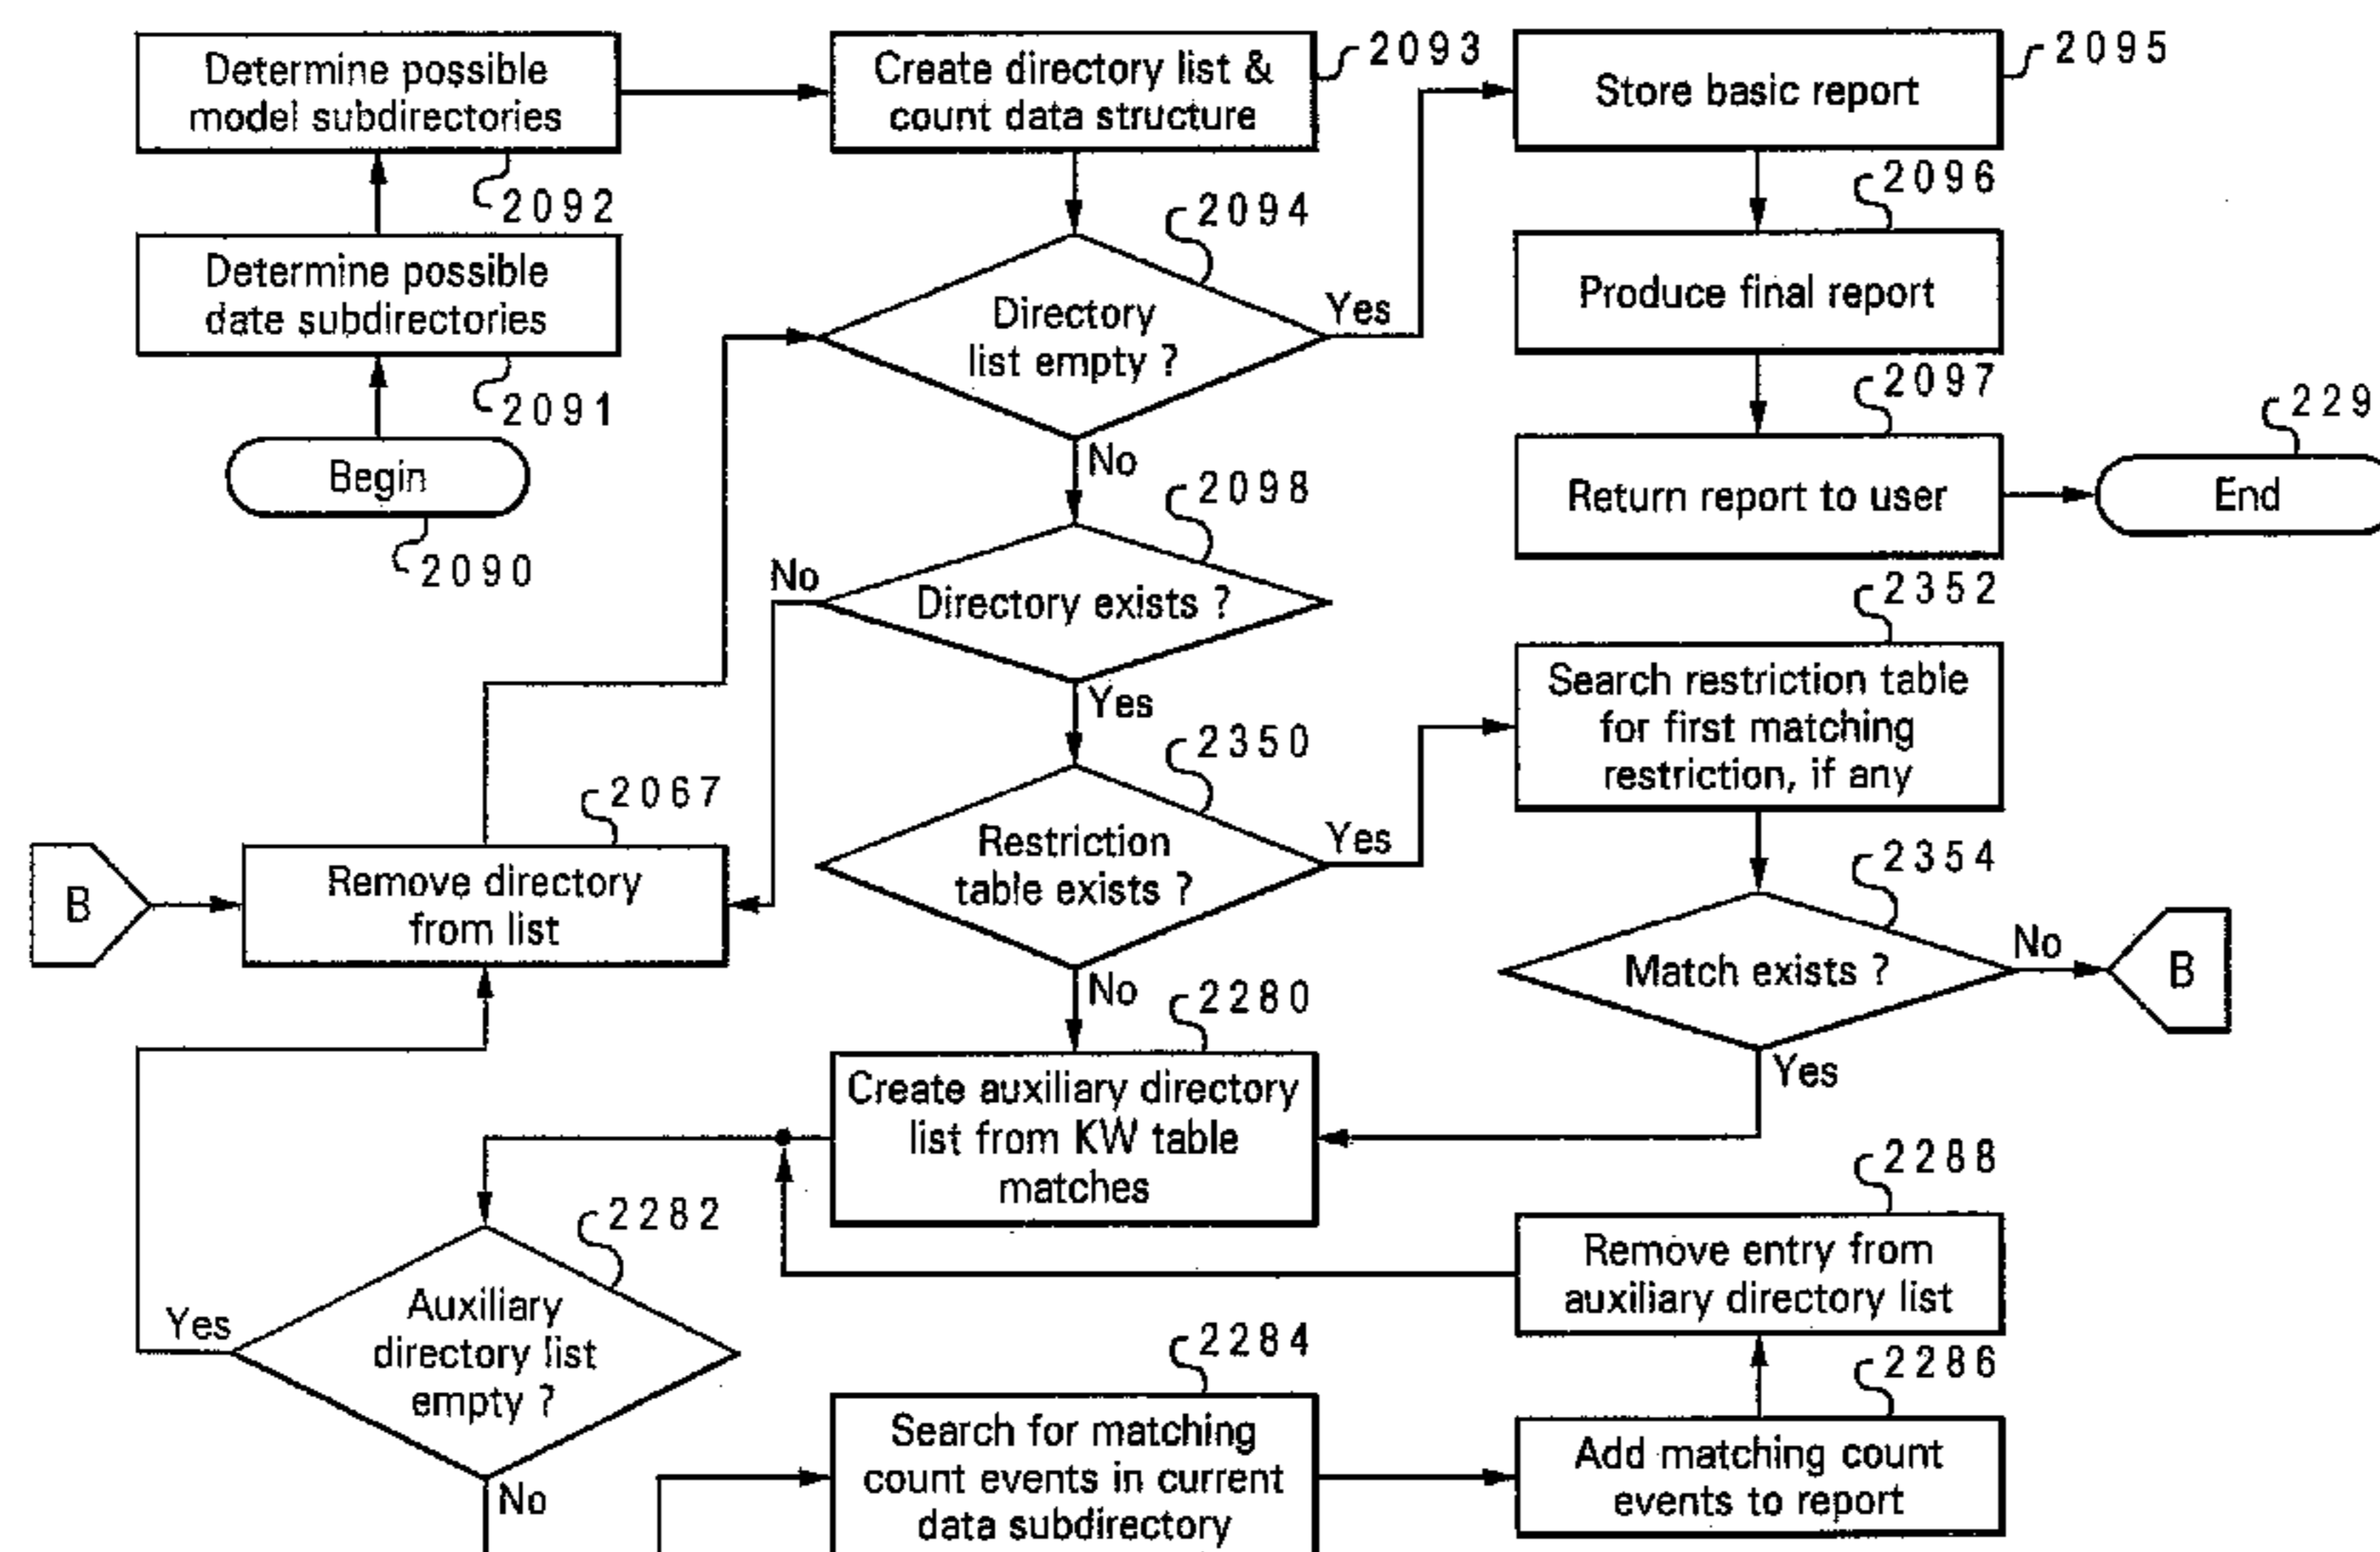 Determine possible
model subdirectories
2092
Create directory list &
count data structure
2093
Store basic report
2095
Determine possible
date subdirectories
2091
Begin
2090
Directory
list empty ?
2094
Yes
No
Produce final report
2096
Return report to user
2097
End
229
Directory exists ?
2098
No
Yes
Restriction
table exists ?
2350
Yes
No
Search restriction table
for first matching
restriction, if any
2352
Match exists ?
2354
No
B
Yes
B
Remove directory
from list
2067
Create auxiliary directory
list from KW table
matches
2280
Auxiliary
directory list
empty ?
2282
Yes
No
Search for matching
count events in current
data subdirectory
2284
Add matching count
events to report
2286
Remove entry from
auxiliary directory list
2288